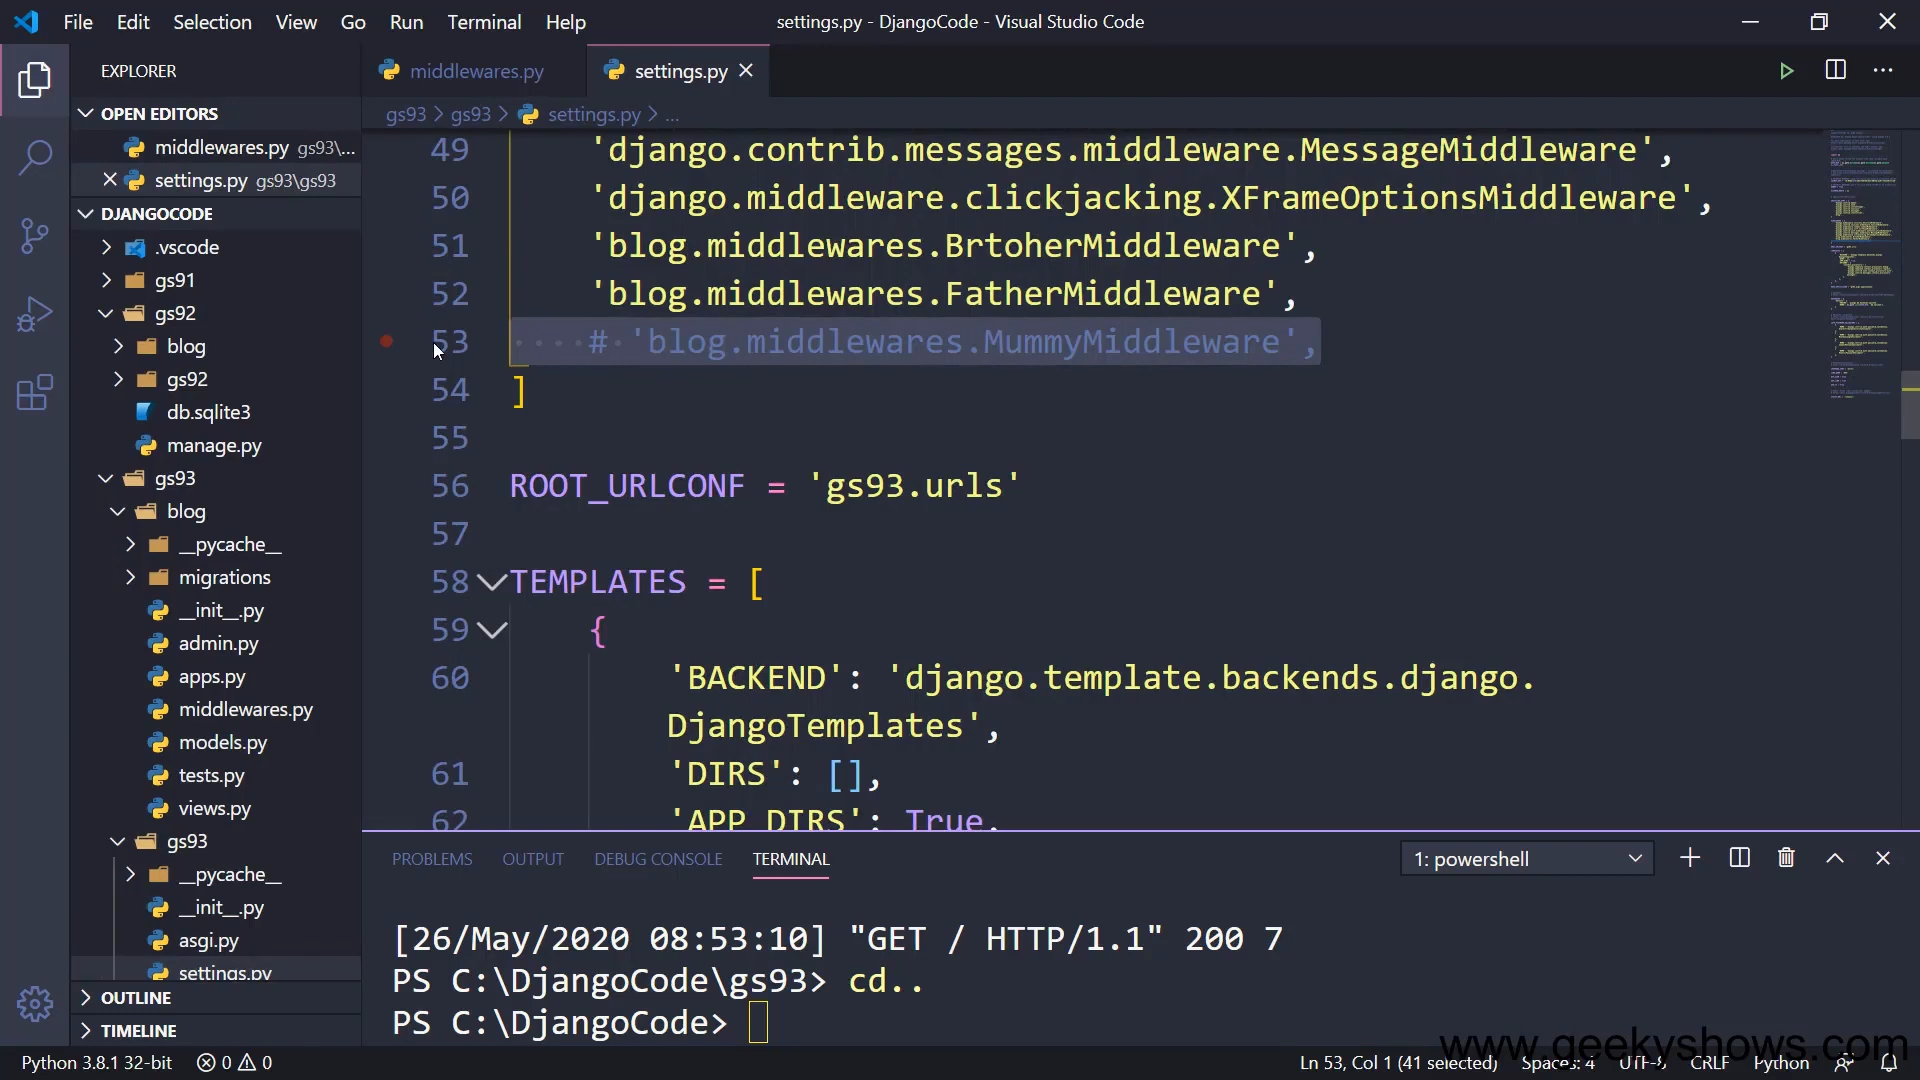 File Edit Selection View Go Run Terminal Help settings.py - DjangoCode - Visual Studio Code
EXPLORER
OPEN EDITORS
middlewares.py gs93\...
settings.py gs93\gs93
DJANGOCODE
.vscode
gs91
gs92
blog
gs92
db.sqlite3
manage.py
gs93
blog
__pycache__
migrations
__init__.py
admin.py
apps.py
middlewares.py
models.py
tests.py
views.py
gs93
__pycache__
__init__.py
asgi.py
settings.py
OUTLINE
TIMELINE
middlewares.py settings.py
gs93 > gs93 > settings.py > ...
49 'django.contrib.messages.middleware.MessageMiddleware',
50 'django.middleware.clickjacking.XFrameOptionsMiddleware',
51 'blog.middlewares.BrtoherMiddleware',
52 'blog.middlewares.FatherMiddleware',
53 # 'blog.middlewares.MummyMiddleware',
54 ]
55
56 ROOT_URLCONF = 'gs93.urls'
57
58 TEMPLATES = [
59 {
60 'BACKEND': 'django.template.backends.django.
DjangoTemplates',
61 'DIRS': [],
62 'APP_DIRS': True,
PROBLEMS OUTPUT DEBUG CONSOLE TERMINAL 1: powershell
[26/May/2020 08:53:10] "GET / HTTP/1.1" 200 7
PS C:\DjangoCode\gs93> cd..
PS C:\DjangoCode>
www.geekyshows.com
Python 3.8.1 32-bit 0 0 Ln 53, Col 1 (41 selected) Spaces: 4 UTF-8 CRLF Python